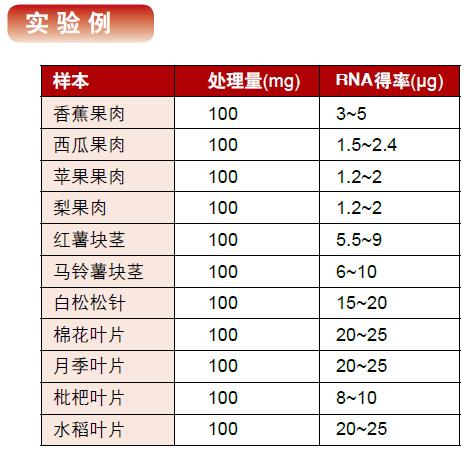 实验例
样本 处理量(mg) RNA得率(μg)
香蕉果肉 100 3~5
西瓜果肉 100 1.5~2.4
苹果果肉 100 1.2~2
梨果肉 100 1.2~2
红薯块茎 100 5.5~9
马铃薯块茎 100 6~10
白松松针 100 15~20
棉花叶片 100 20~25
月季叶片 100 20~25
枇杷叶片 100 8~10
水稻叶片 100 20~25